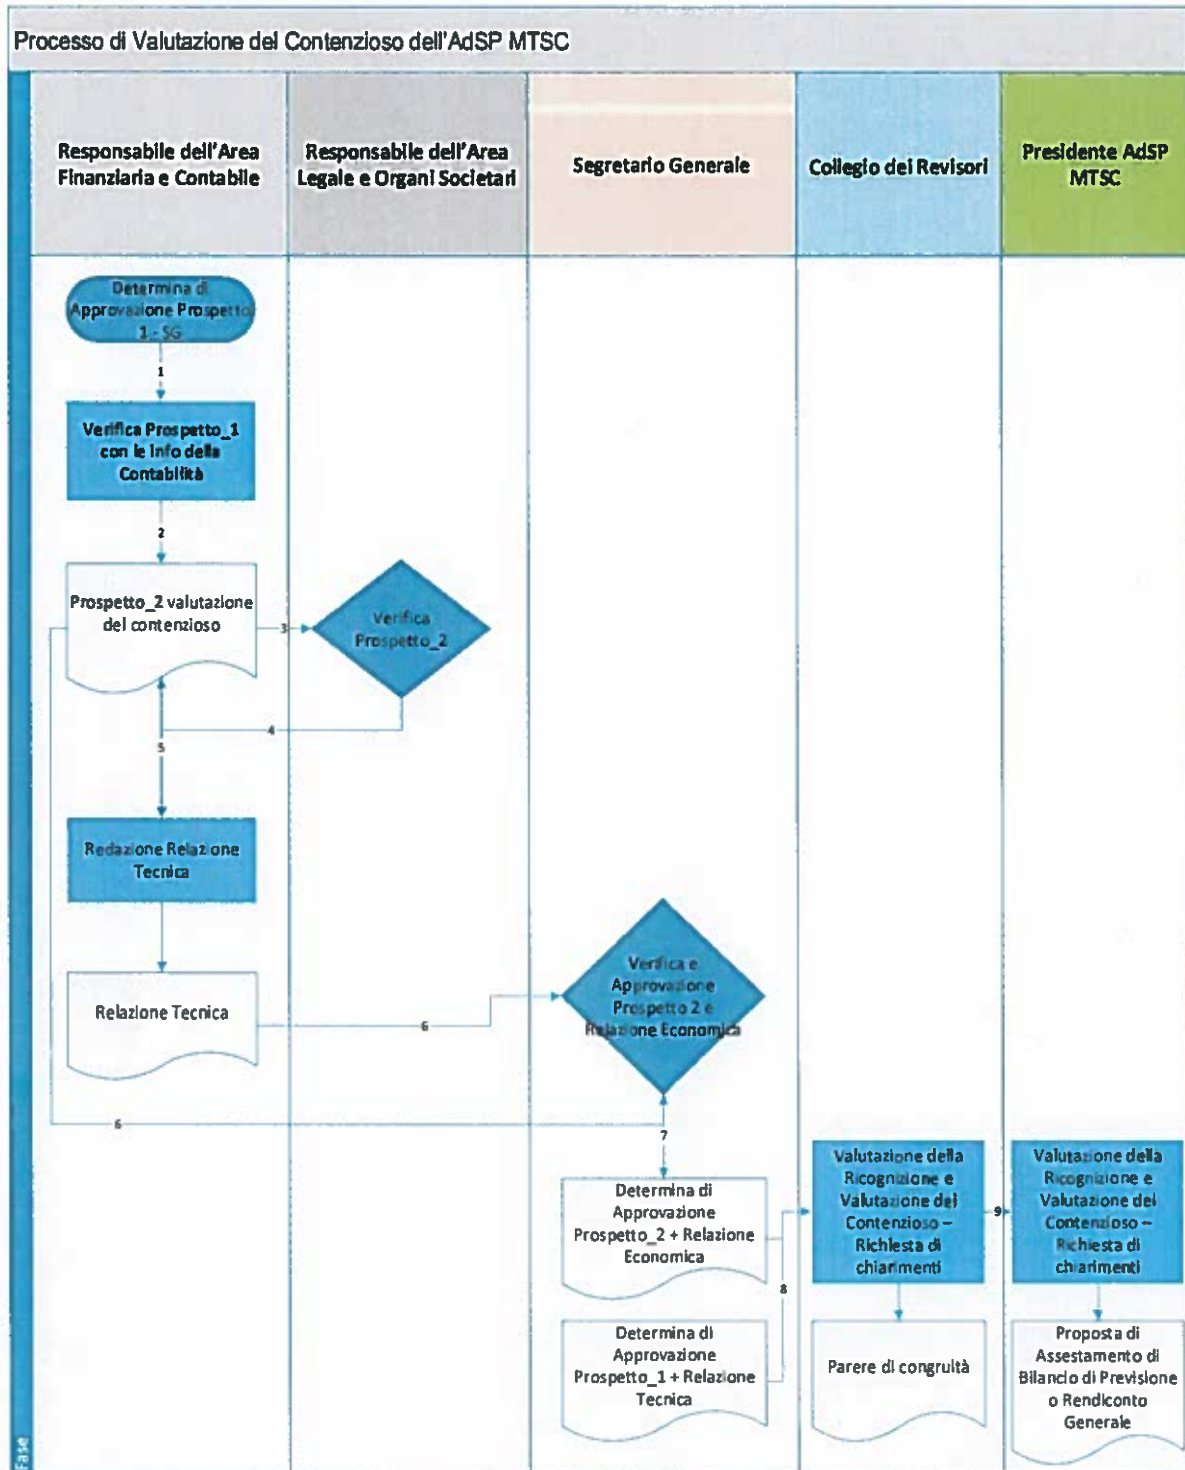 Processo di Valutazione del Contenzioso dell'AdSP MTSC
Responsabile dell'Area
Finanziaria e Contabile
Responsabile dell'Area
Legale e Organi Societari
Segretario Generale
Collegio dei Revisori
Presidente AdSP
MTSC
Determina di
Approvazione Prospetto
1 - SG
1
Verifica Prospetto_1
con le info della
Contabilità
2
Prospetto_2 valutazione
del contenzioso
3
Verifica
Prospetto_2
4
5
Redazione Relazione
Tecnica
Relazione Tecnica
6
Verifica e
Approvazione
Prospetto 2 e
Relazione Economica
6
7
Determina di
Approvazione
Prospetto_2 + Relazione
Economica
8
Determina di
Approvazione
Prospetto_1 + Relazione
Tecnica
Valutazione della
Ricognizione e
Valutazione del
Contenzioso –
Richiesta di
chiarimenti
9
Valutazione della
Ricognizione e
Valutazione del
Contenzioso –
Richiesta di
chiarimenti
Parere di congruità
Proposta di
Assestamento di
Bilancio di Previsione
o Rendiconto
Generale
Fase